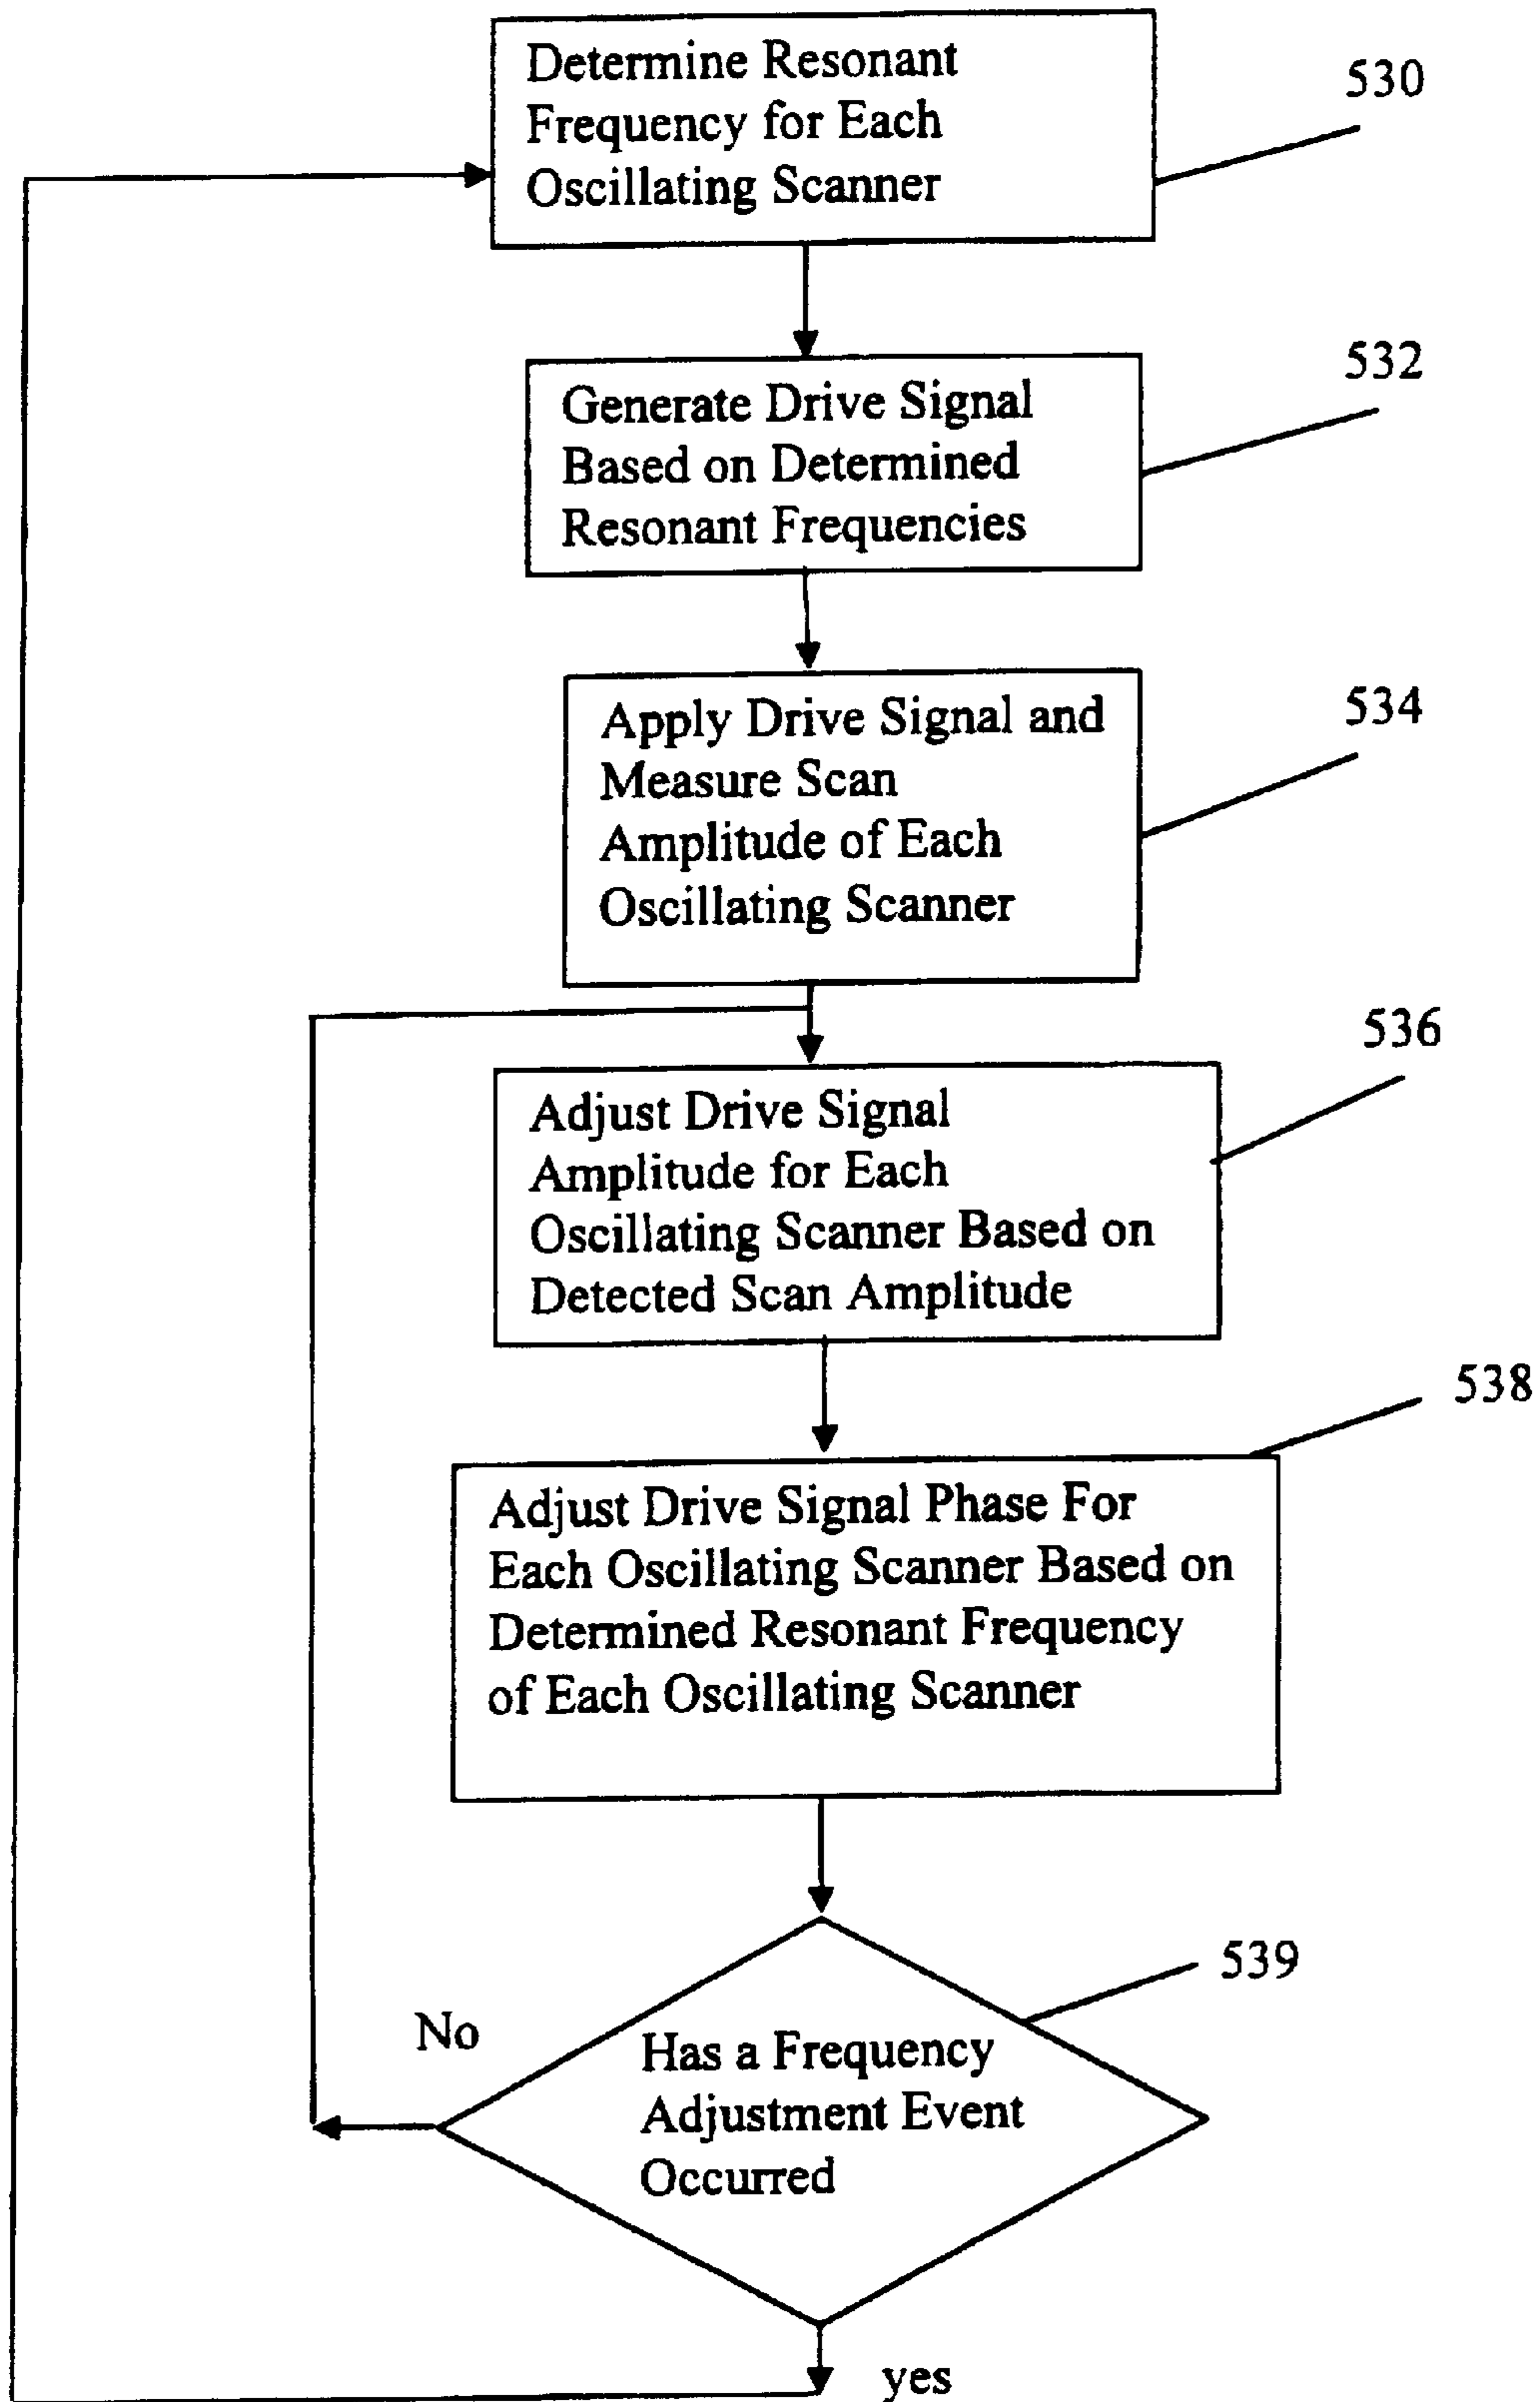 Determine Resonant
Frequency for Each
Oscillating Scanner
530
Generate Drive Signal
Based on Determined
Resonant Frequencies
532
Apply Drive Signal and
Measure Scan
Amplitude of Each
Oscillating Scanner
534
Adjust Drive Signal
Amplitude for Each
Oscillating Scanner Based on
Detected Scan Amplitude
536
Adjust Drive Signal Phase For
Each Oscillating Scanner Based on
Determined Resonant Frequency
of Each Oscillating Scanner
538
Has a Frequency
Adjustment Event
Occurred
539
No
yes